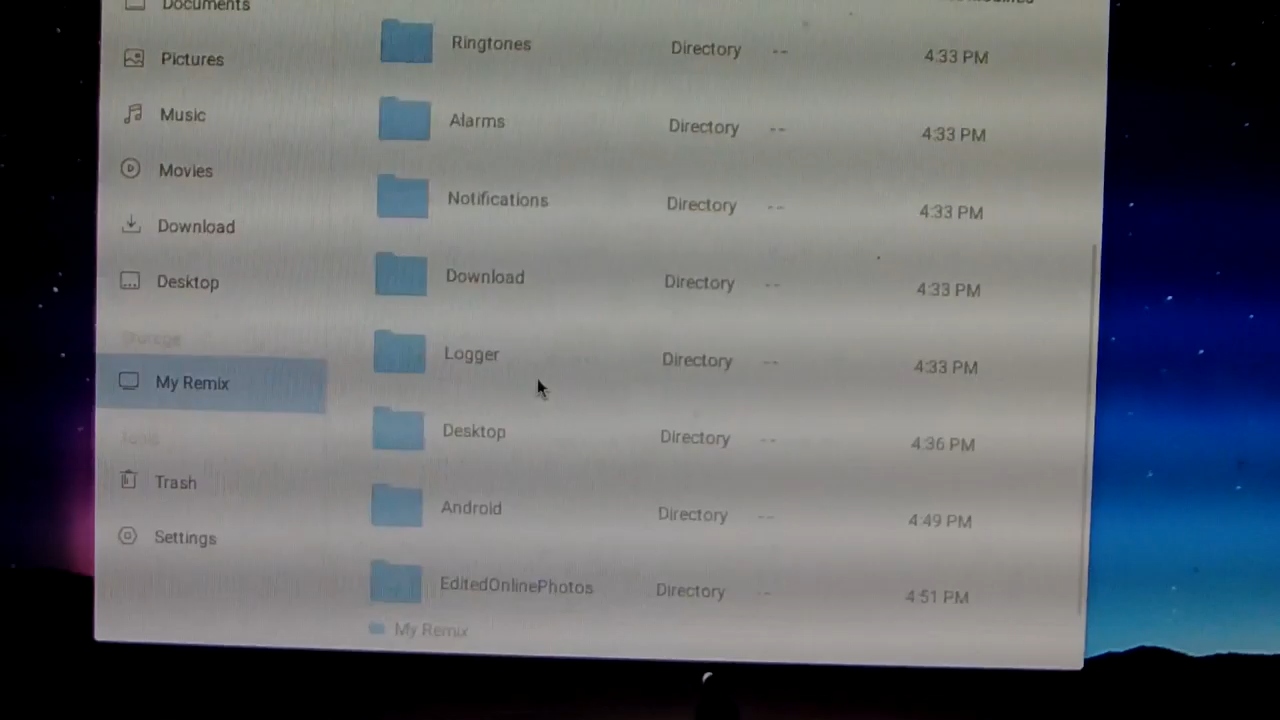 Documents
Pictures
Music
Movies
Download
Desktop
Storage
My Remix
Tools
Trash
Settings
Ringtones Directory -- 4:33 PM
Alarms Directory -- 4:33 PM
Notifications Directory -- 4:33 PM
Download Directory -- 4:33 PM
Logger Directory -- 4:33 PM
Desktop Directory -- 4:36 PM
Android Directory -- 4:49 PM
EditedOnlinePhotos Directory -- 4:51 PM
My Remix